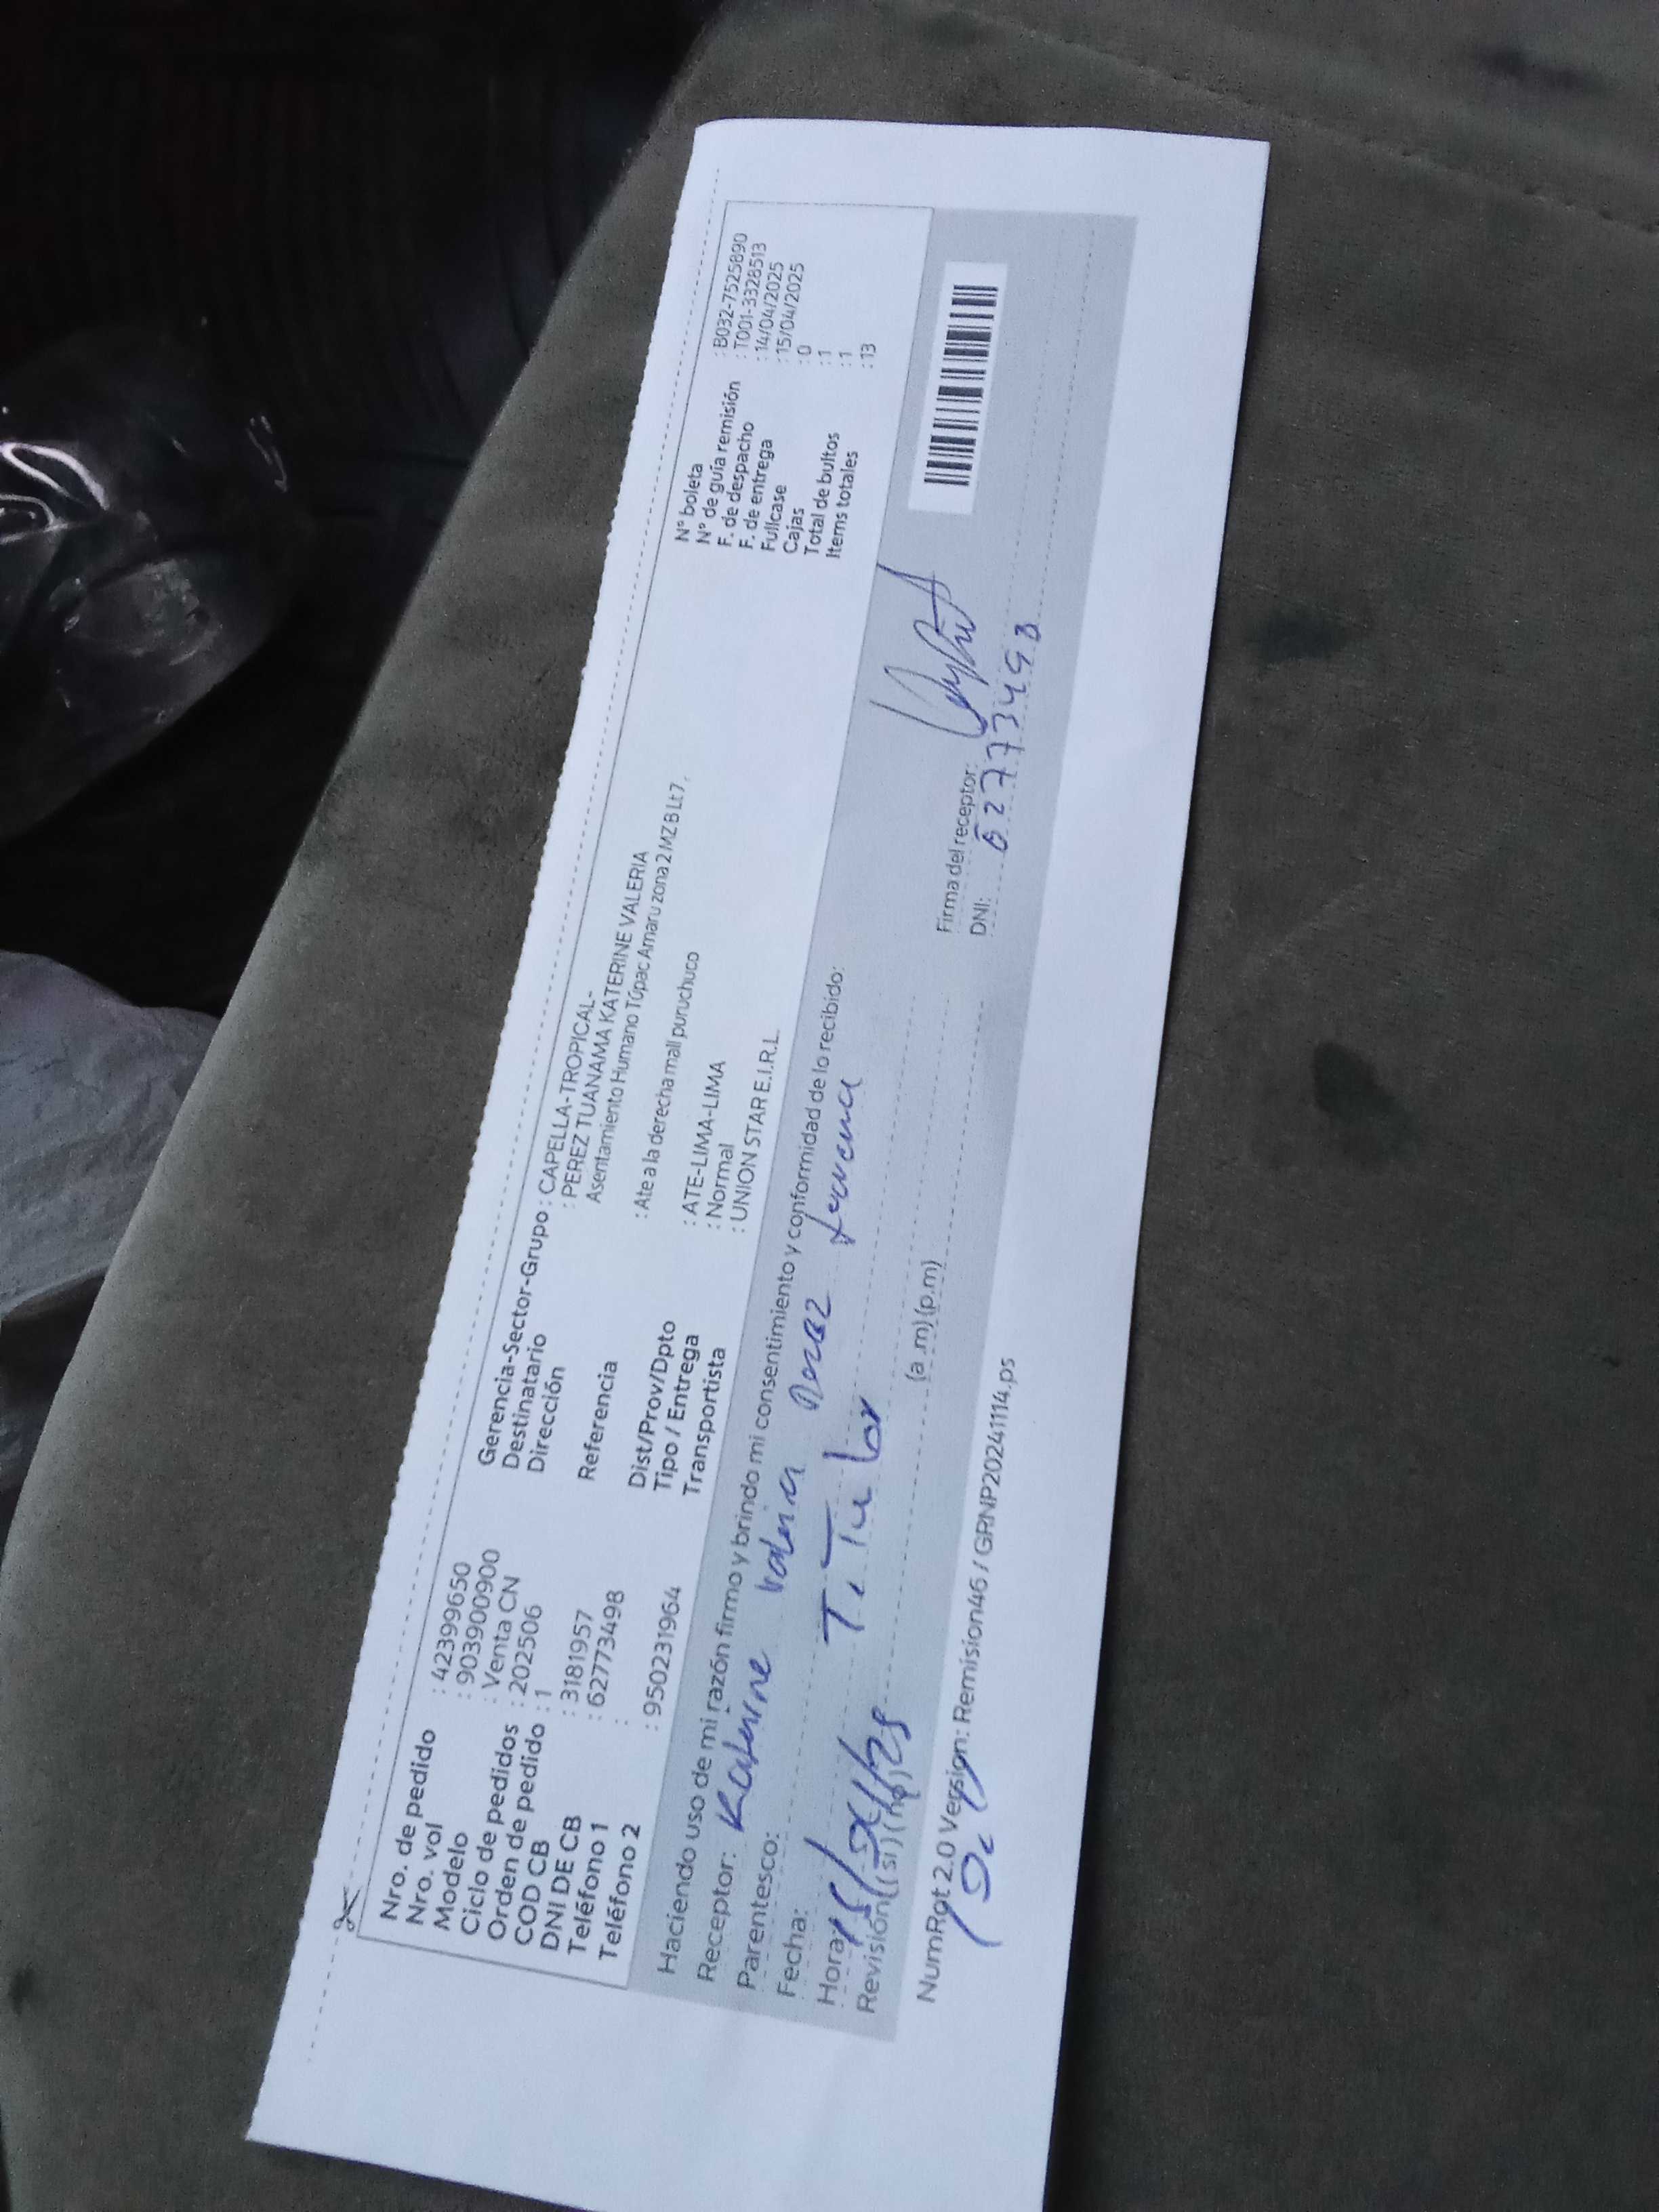 Nro. de pedido : 42399650
Nro. vol : 903900900
Modelo : Venta CN
Ciclo de pedidos : 202506
Orden de pedido : 1
COD CB : 31819957
DNI DE CB : 62773498
Teléfono 1 :
Teléfono 2 : 950231964
Gerencia-Sector-Grupo : CAPELLA-TROPICAL-
Destinatario : PEREZ TUANAMA KATERINE VALERIA
Dirección Asentamiento Humano Túpac Amaru zona 2 MZ B Lt 7,
Referencia : Ate a la derecha mall puruchuco
Dist/Prov/Dpto : ATE-LIMA-LIMA
Tipo / Entrega : Normal
Transportista : UNION STAR E.I.R.L.
N° boleta : B032-7525890
N° de guía remisión : T001-3328513
F. de despacho : 14/04/2025
F. de entrega : 15/04/2025
Fullcase : 0
Cajas : 1
Total de bultos : 1
Items totales : 13
Haciendo uso de mi razón firmo y brindo mi consentimiento y conformidad de lo recibido:
Receptor: Katerine Valeria Perez
Parentesco: TiTular
Fecha:
Hora: (a.m) (p.m)
Revisión: (si) (no)
Firma del receptor:
DNI: 62773498
NumRot 2.0 Version: Remision46 / GRNP20241114.ps